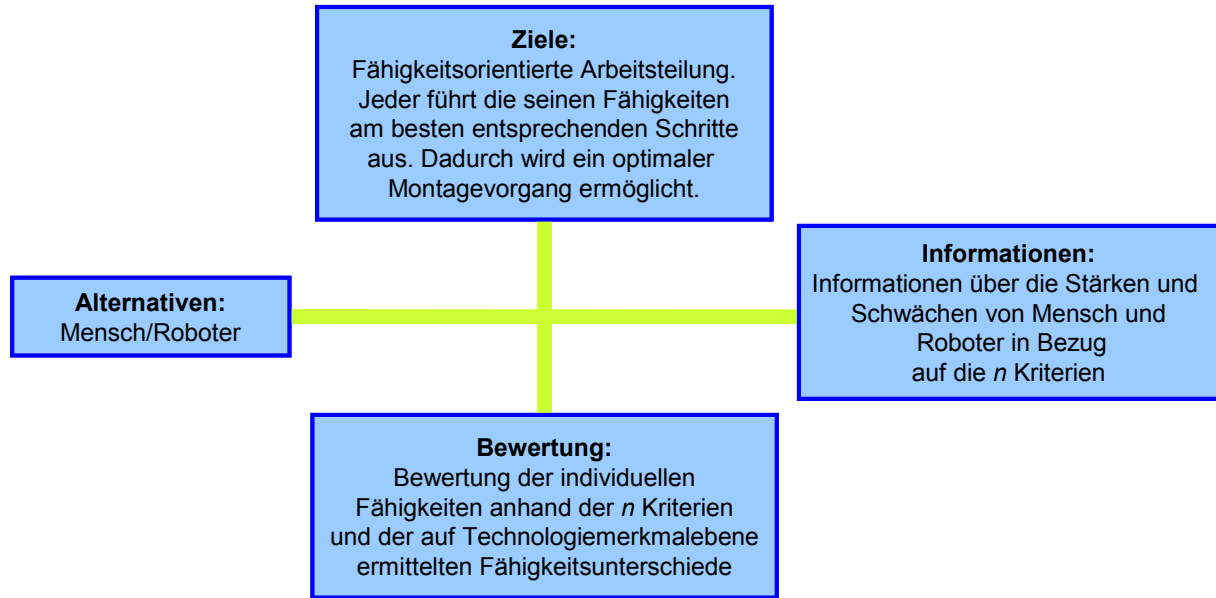 Ziele:
Fähigkeitsorientierte Arbeitsteilung.
Jeder führt die seinen Fähigkeiten
am besten entsprechenden Schritte
aus. Dadurch wird ein optimaler
Montagevorgang ermöglicht.
Alternativen:
Mensch/Roboter
Informationen:
Informationen über die Stärken und
Schwächen von Mensch und
Roboter in Bezug
auf die n Kriterien
Bewertung:
Bewertung der individuellen
Fähigkeiten anhand der n Kriterien
und der auf Technologiemerkmalebene
ermittelten Fähigkeitsunterschiede